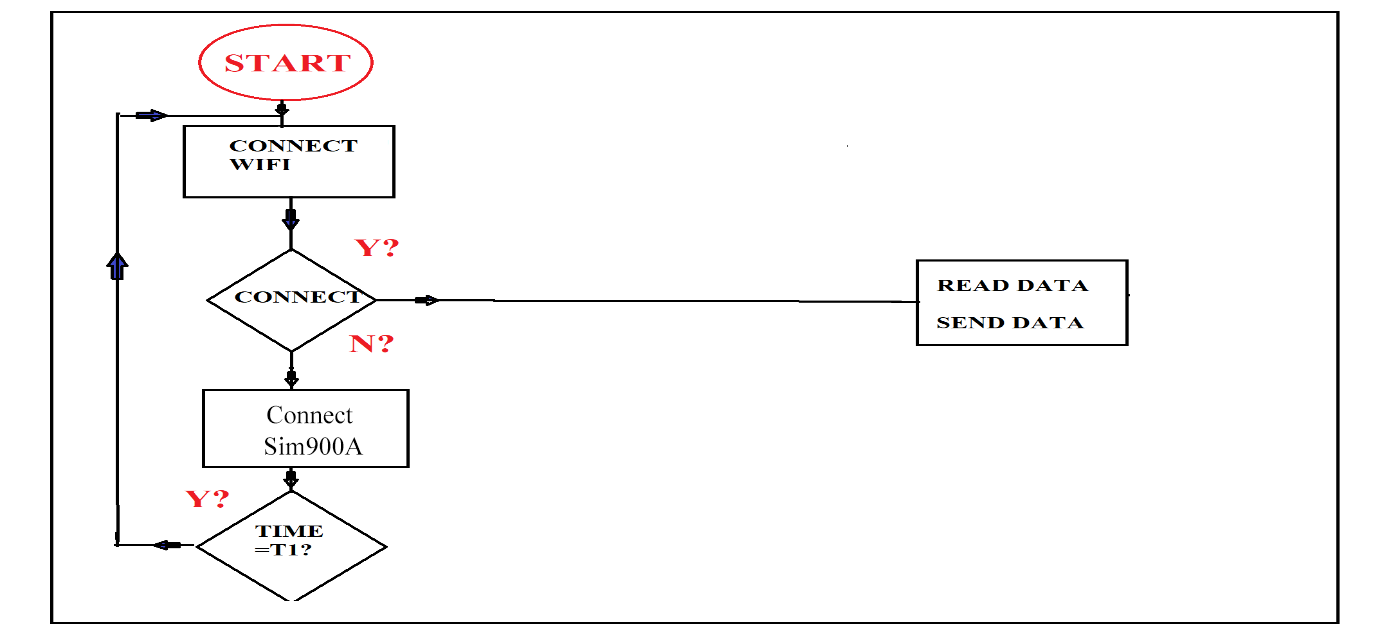 START
CONNECT
WIFI
Y?
CONNECT
N?
READ DATA
SEND DATA
Connect
Sim900A
Y?
TIME
=T1?